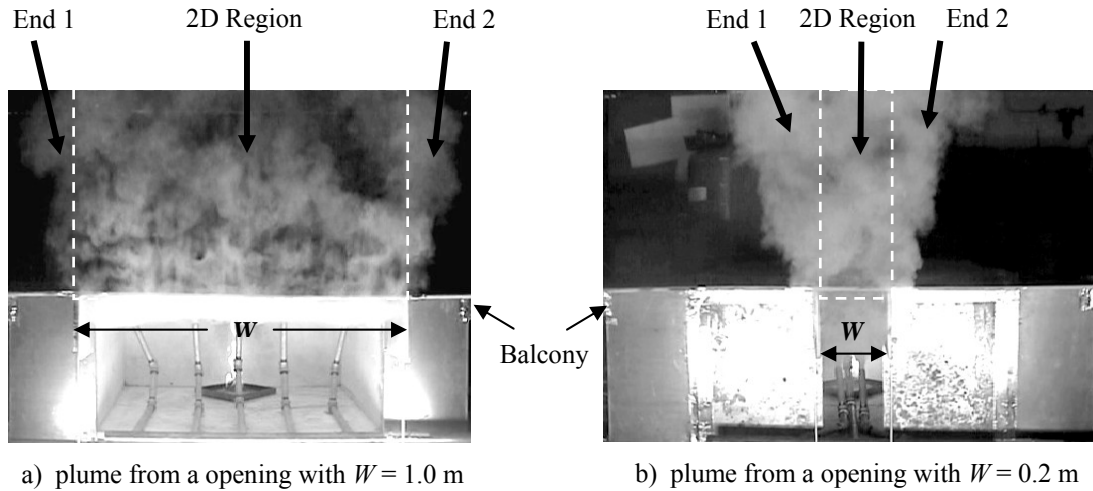 End 1
2D Region
End 2
End 1
2D Region
End 2
W
W
Balcony
a) plume from a opening with W = 1.0 m
b) plume from a opening with W = 0.2 m